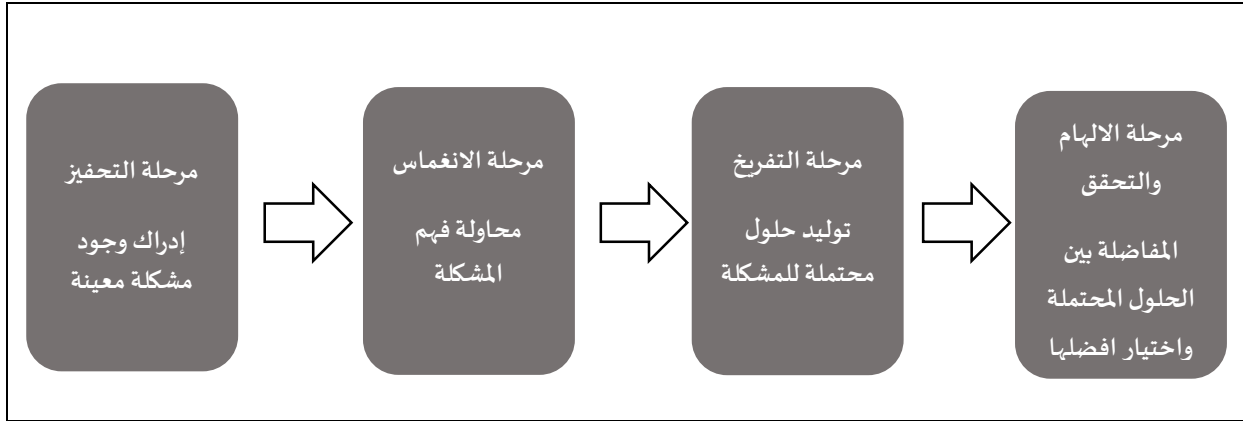 مرحلة التحفيز
إدراك وجود
مشكلة معينة
مرحلة الانغماس
محاولة فهم
المشكلة
مرحلة التفريخ
توليد حلول
محتملة للمشكلة
مرحلة الالهام
والتحقق
المفاضلة بين
الحلول المحتملة
واختيار افضلها